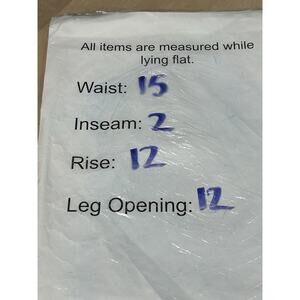 All items are measured while
lying flat.
Waist: 15
Inseam: 2
Rise: 12
Leg Opening: 12